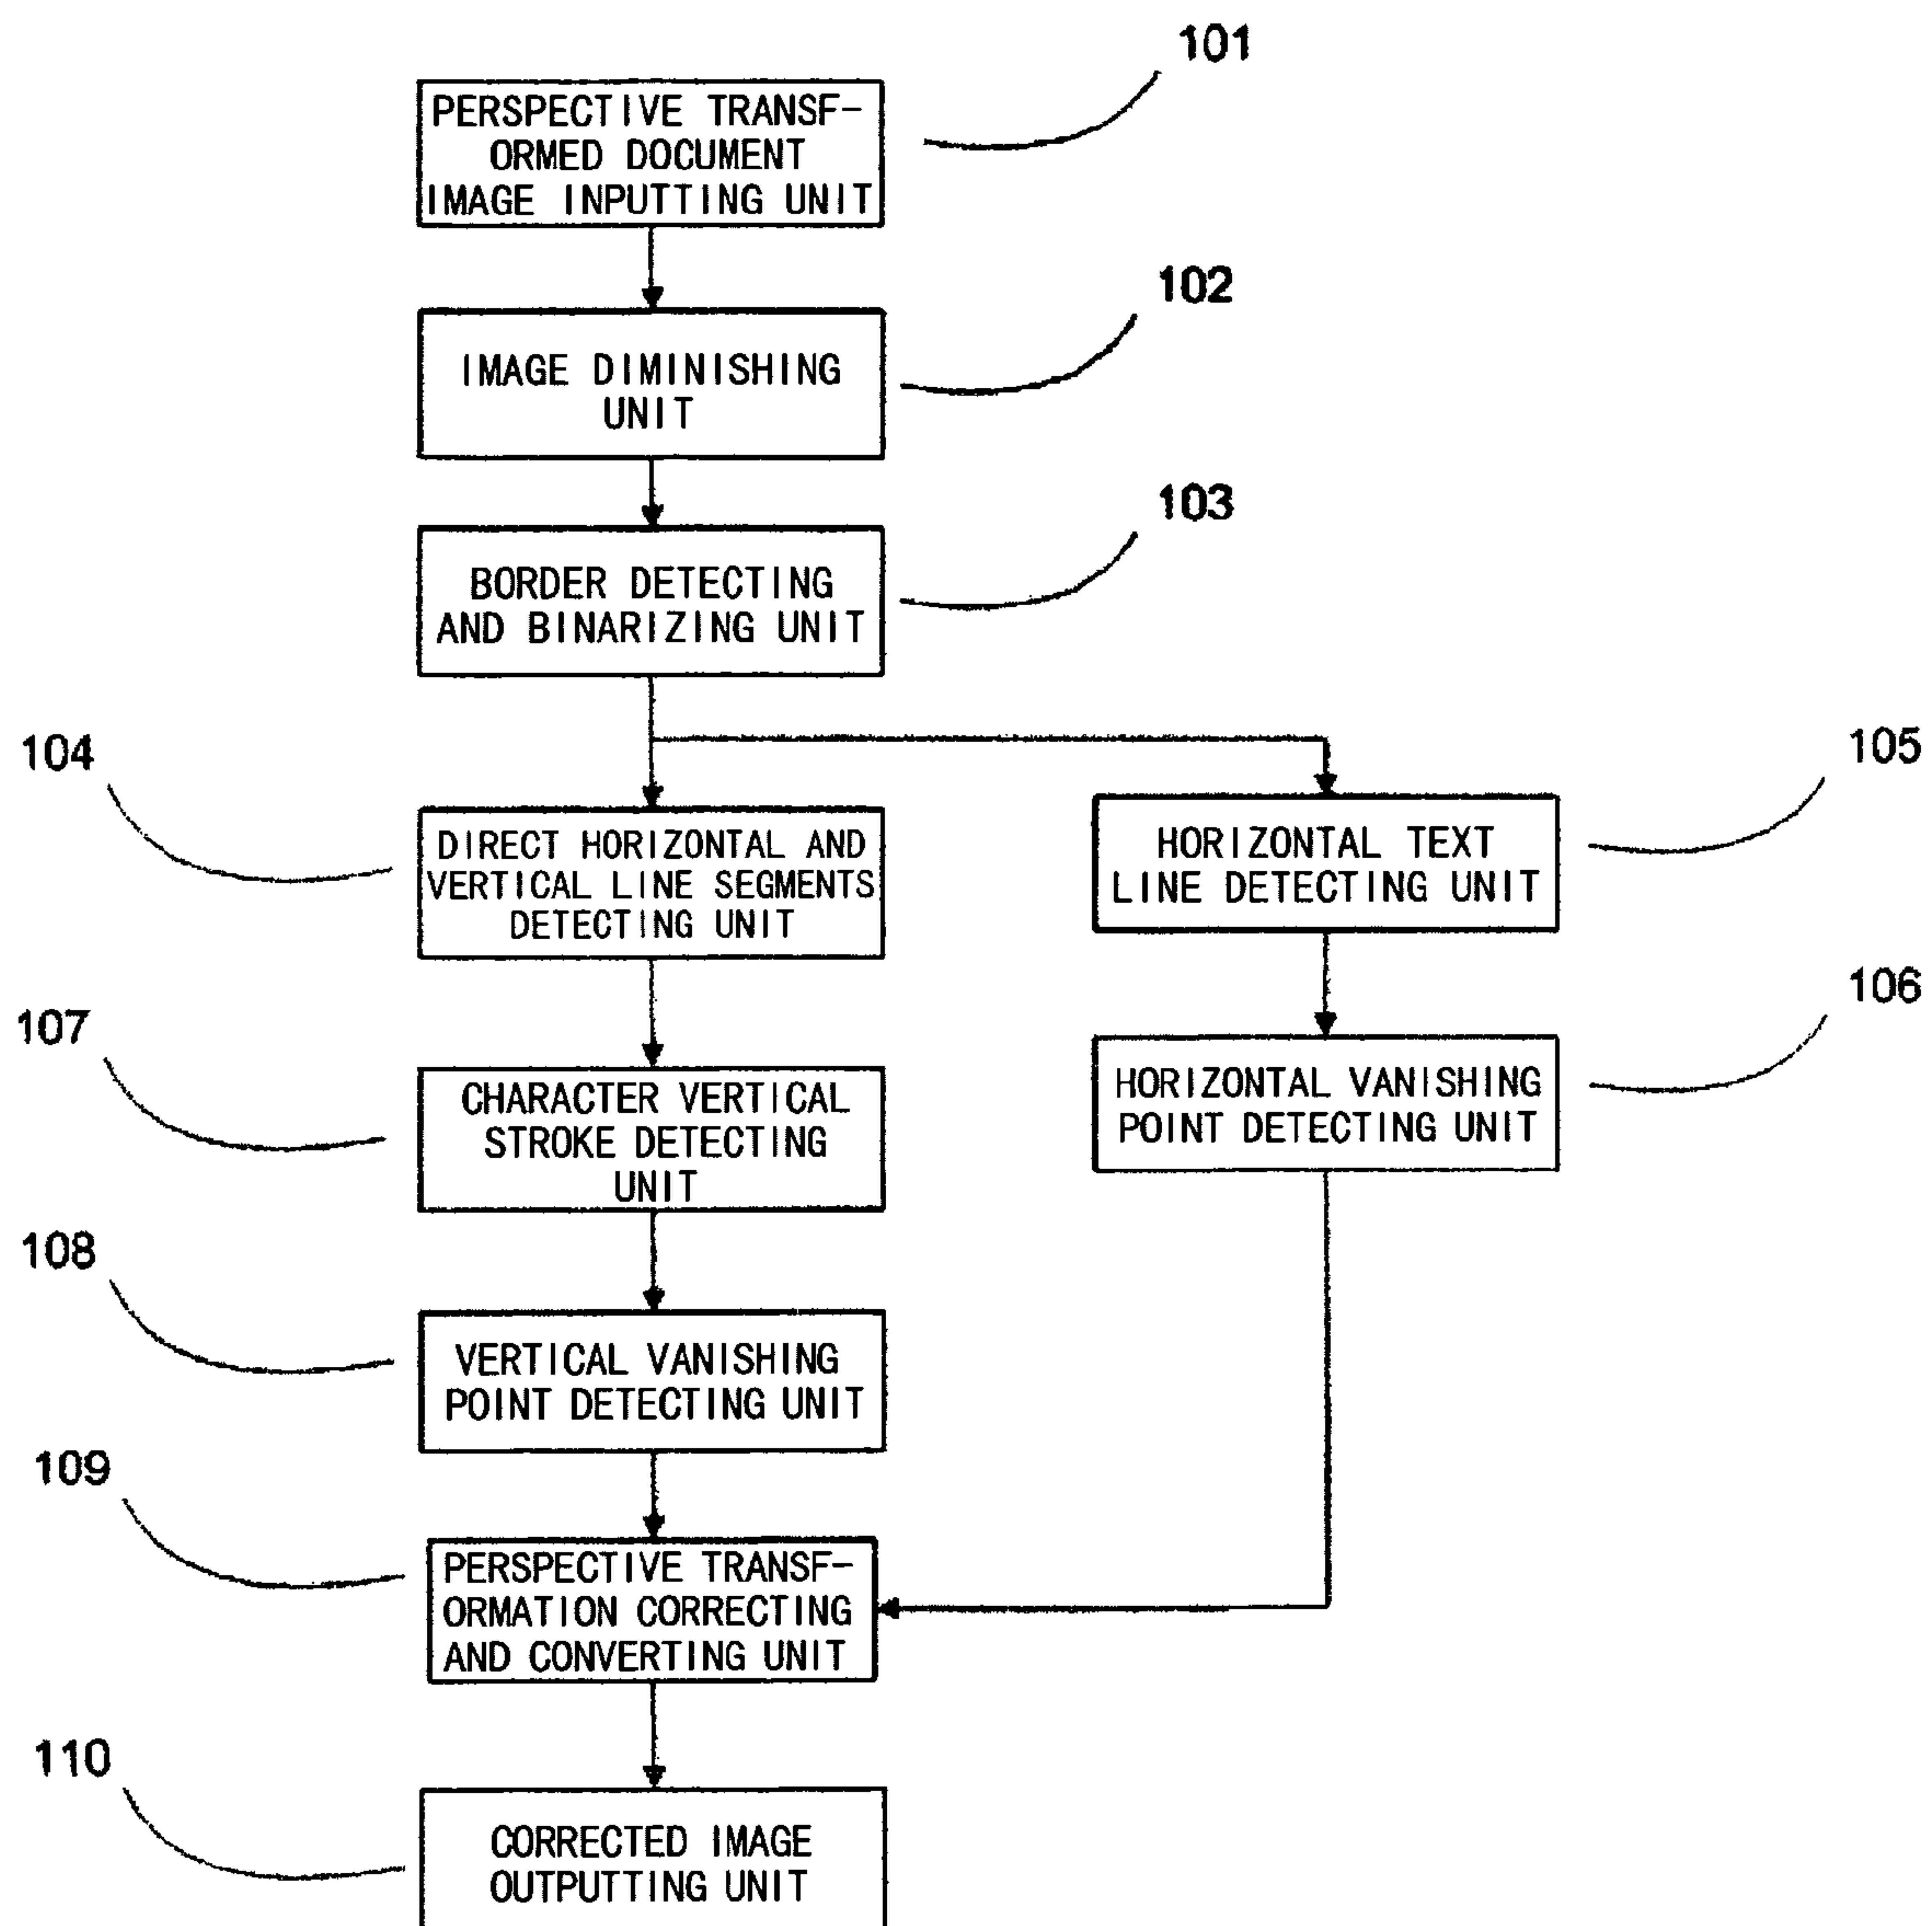 101
PERSPECTIVE TRANSF-
ORMED DOCUMENT
IMAGE INPUTTING UNIT
102
IMAGE DIMINISHING
UNIT
103
BORDER DETECTING
AND BINARIZING UNIT
104
DIRECT HORIZONTAL AND
VERTICAL LINE SEGMENTS
DETECTING UNIT
105
HORIZONTAL TEXT
LINE DETECTING UNIT
107
CHARACTER VERTICAL
STROKE DETECTING
UNIT
106
HORIZONTAL VANISHING
POINT DETECTING UNIT
108
VERTICAL VANISHING
POINT DETECTING UNIT
109
PERSPECTIVE TRANSF-
ORMATION CORRECTING
AND CONVERTING UNIT
110
CORRECTED IMAGE
OUTPUTTING UNIT